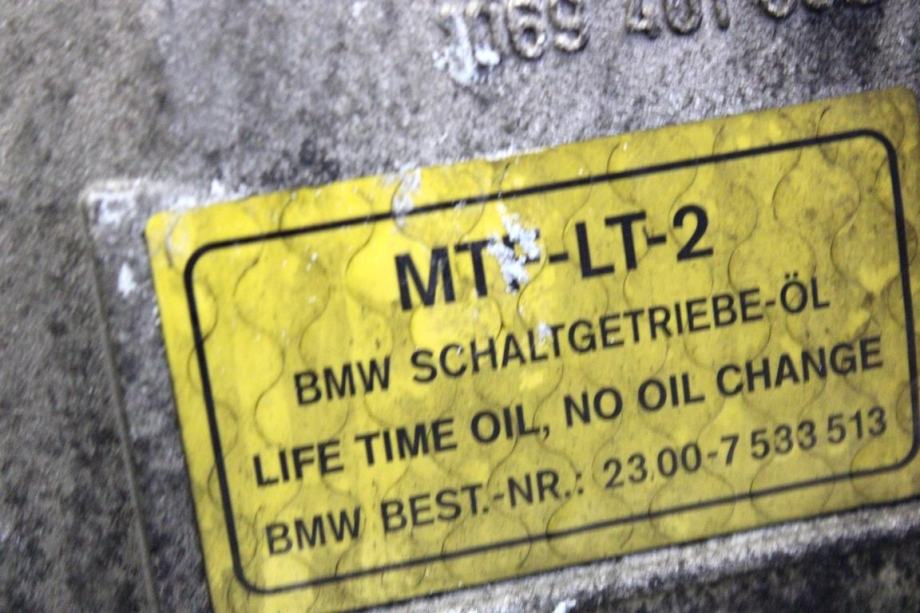 MTF-LT-2
BMW SCHALTGETRIEBE-ÖL
LIFE TIME OIL, NO OIL CHANGE
BMW BEST.-NR.: 23.00-7 533 513